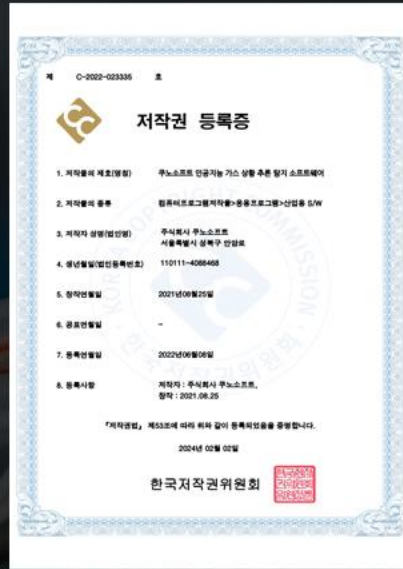 제 C-2022-023335 호
저작권 등록증
1. 저작물의 제호(명칭) 쿠노소프트 인공지능 가스 상황 추론 탐지 소프트웨어
2. 저작물의 종류 컴퓨터프로그램저작물>응용프로그램>산업용 S/W
3. 저작자 성명(법인명) 주식회사 쿠노소프트
서울특별시 성북구 안암로
4. 생년월일(법인등록번호) 110111-4088468
5. 창작연월일 2021년08월25일
6. 공표연월일 -
7. 등록연월일 2022년06월08일
8. 등록사항 저작자 : 주식회사 쿠노소프트,
창작 : 2021.08.25
「저작권법」 제53조에 따라 위와 같이 등록되었음을 증명합니다.
2024년 02월 02일
한국저작권위원회